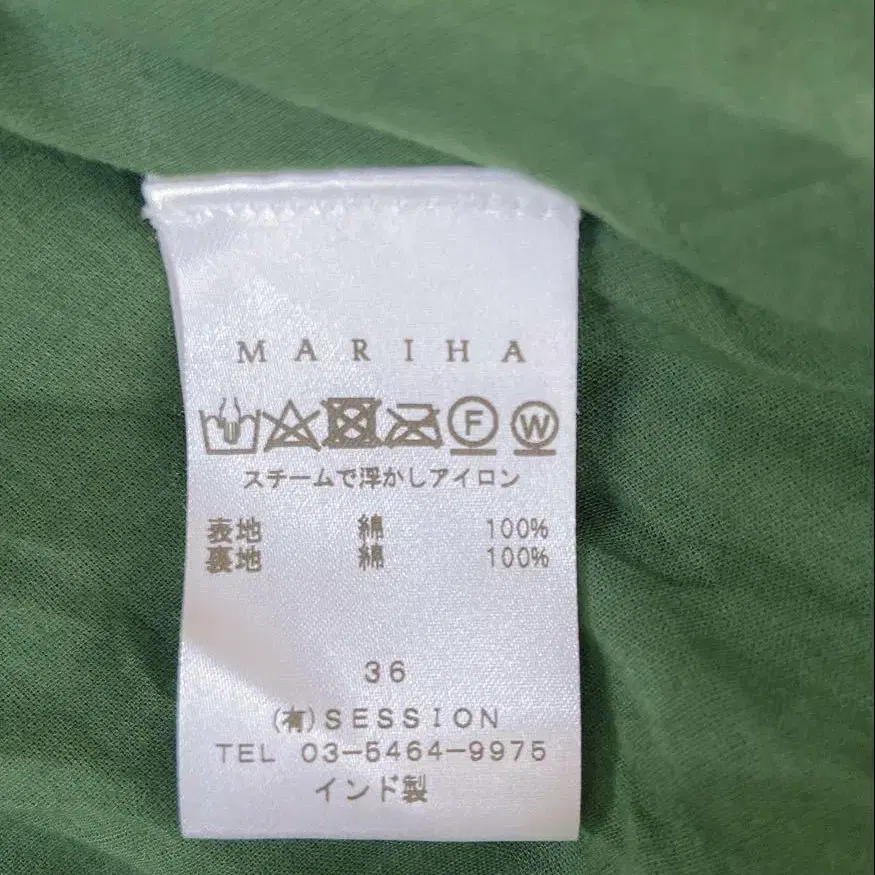 MARIHA
F W
スチームで浮かしアイロン
表地 綿 100%
裏地 綿 100%
36
(有)SESSION
TEL 03-5464-9975
インド製